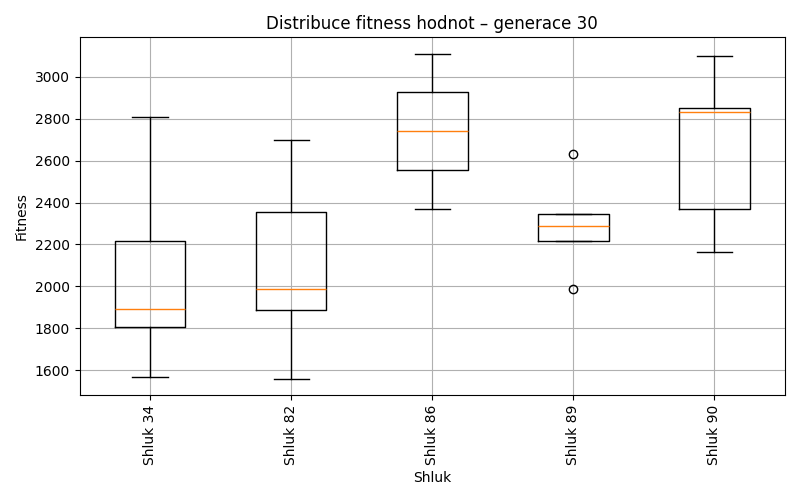 Distribuce fitness hodnot – generace 30
Fitness
3000
2800
2600
2400
2200
2000
1800
1600
Shluk 34
Shluk 82
Shluk 86
Shluk 89
Shluk 90
Shluk